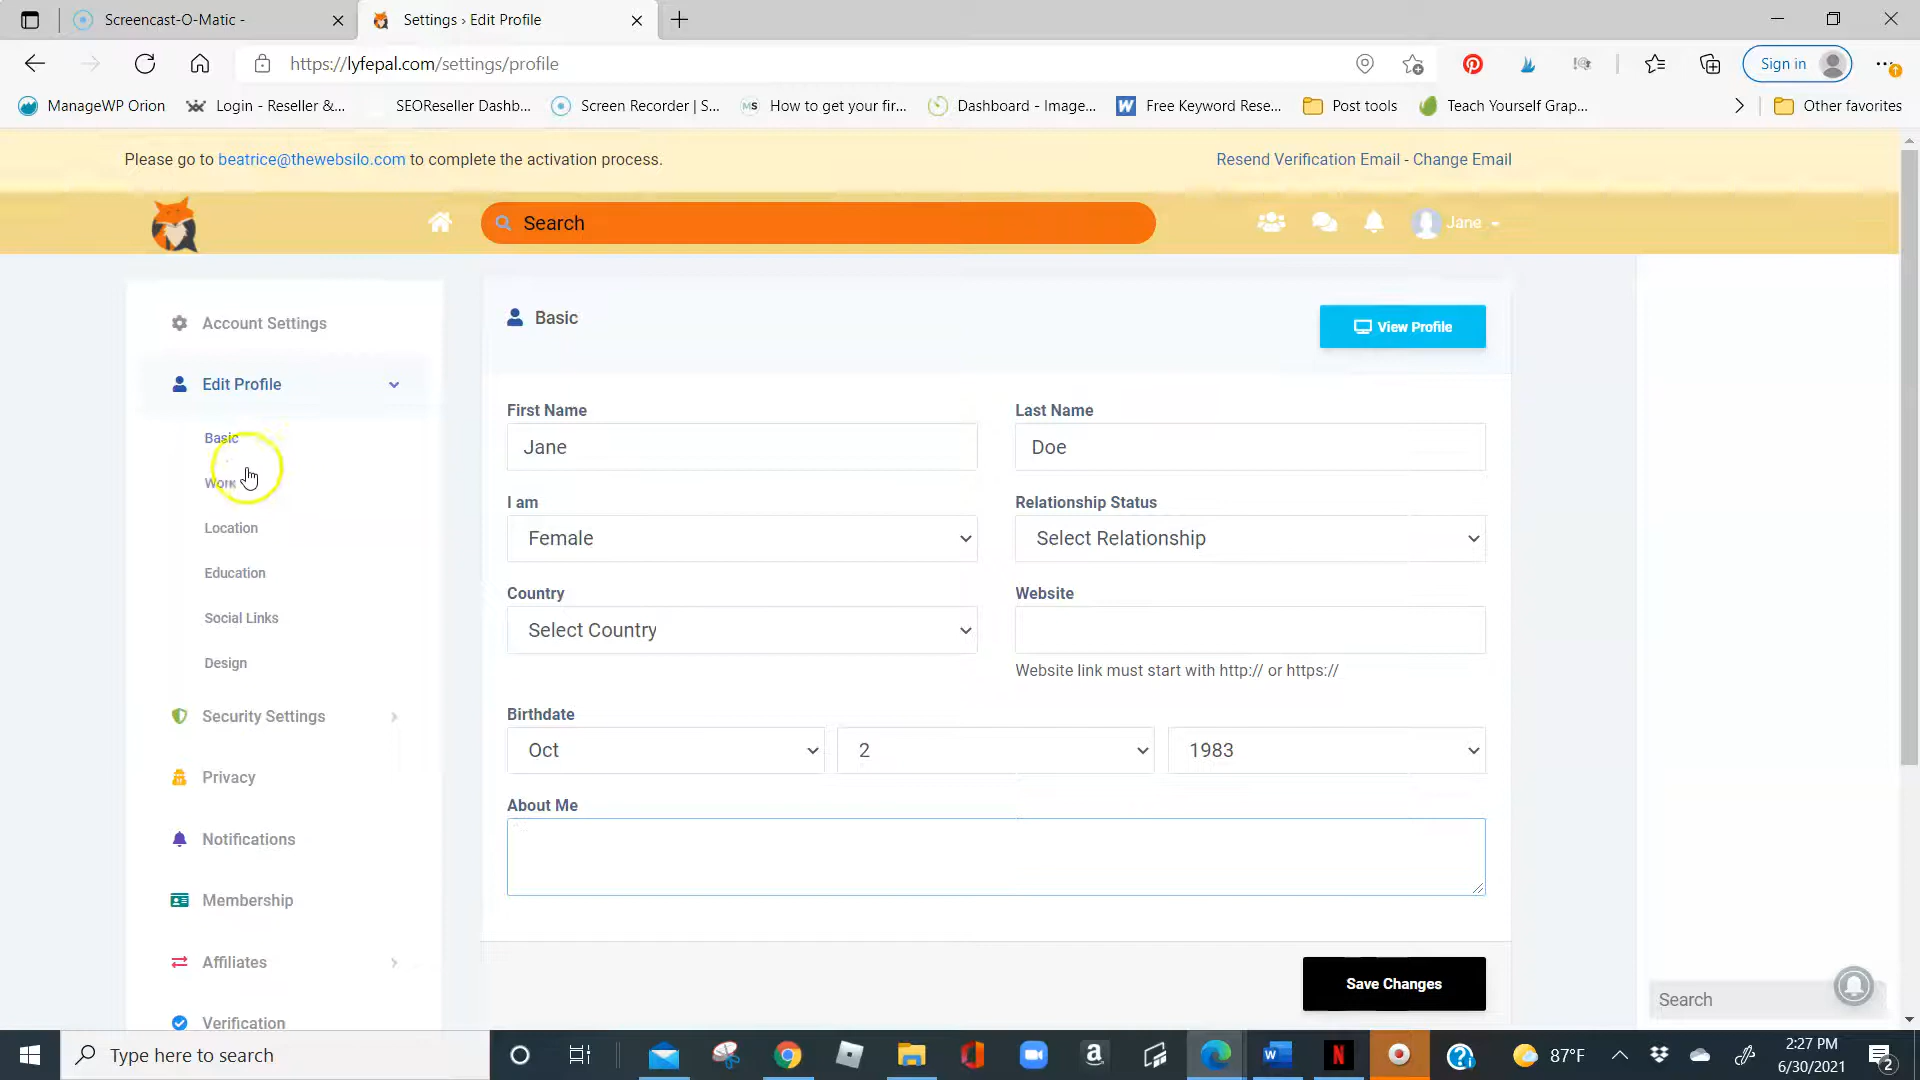 Screencast-O-Matic -
Settings › Edit Profile
https://lyfepal.com/settings/profile
Sign in
ManageWP Orion
Login - Reseller &...
SEOReseller Dashb...
Screen Recorder | S...
MS
How to get your fir...
Dashboard - Image...
W
Free Keyword Rese...
Post tools
Teach Yourself Grap...
Other favorites
Please go to beatrice@thewebsilo.com to complete the activation process.
Resend Verification Email - Change Email
Search
Jane
Account Settings
Edit Profile
Basic
Work
Location
Education
Social Links
Design
Security Settings
Privacy
Notifications
Membership
Affiliates
Verification
Basic
View Profile
First Name
Last Name
Jane
Doe
I am
Relationship Status
Female
Select Relationship
Country
Website
Select Country
Website link must start with http:// or https://
Birthdate
Oct
2
1983
About Me
Save Changes
Search
Type here to search
87°F
2:27 PM
6/30/2021
2